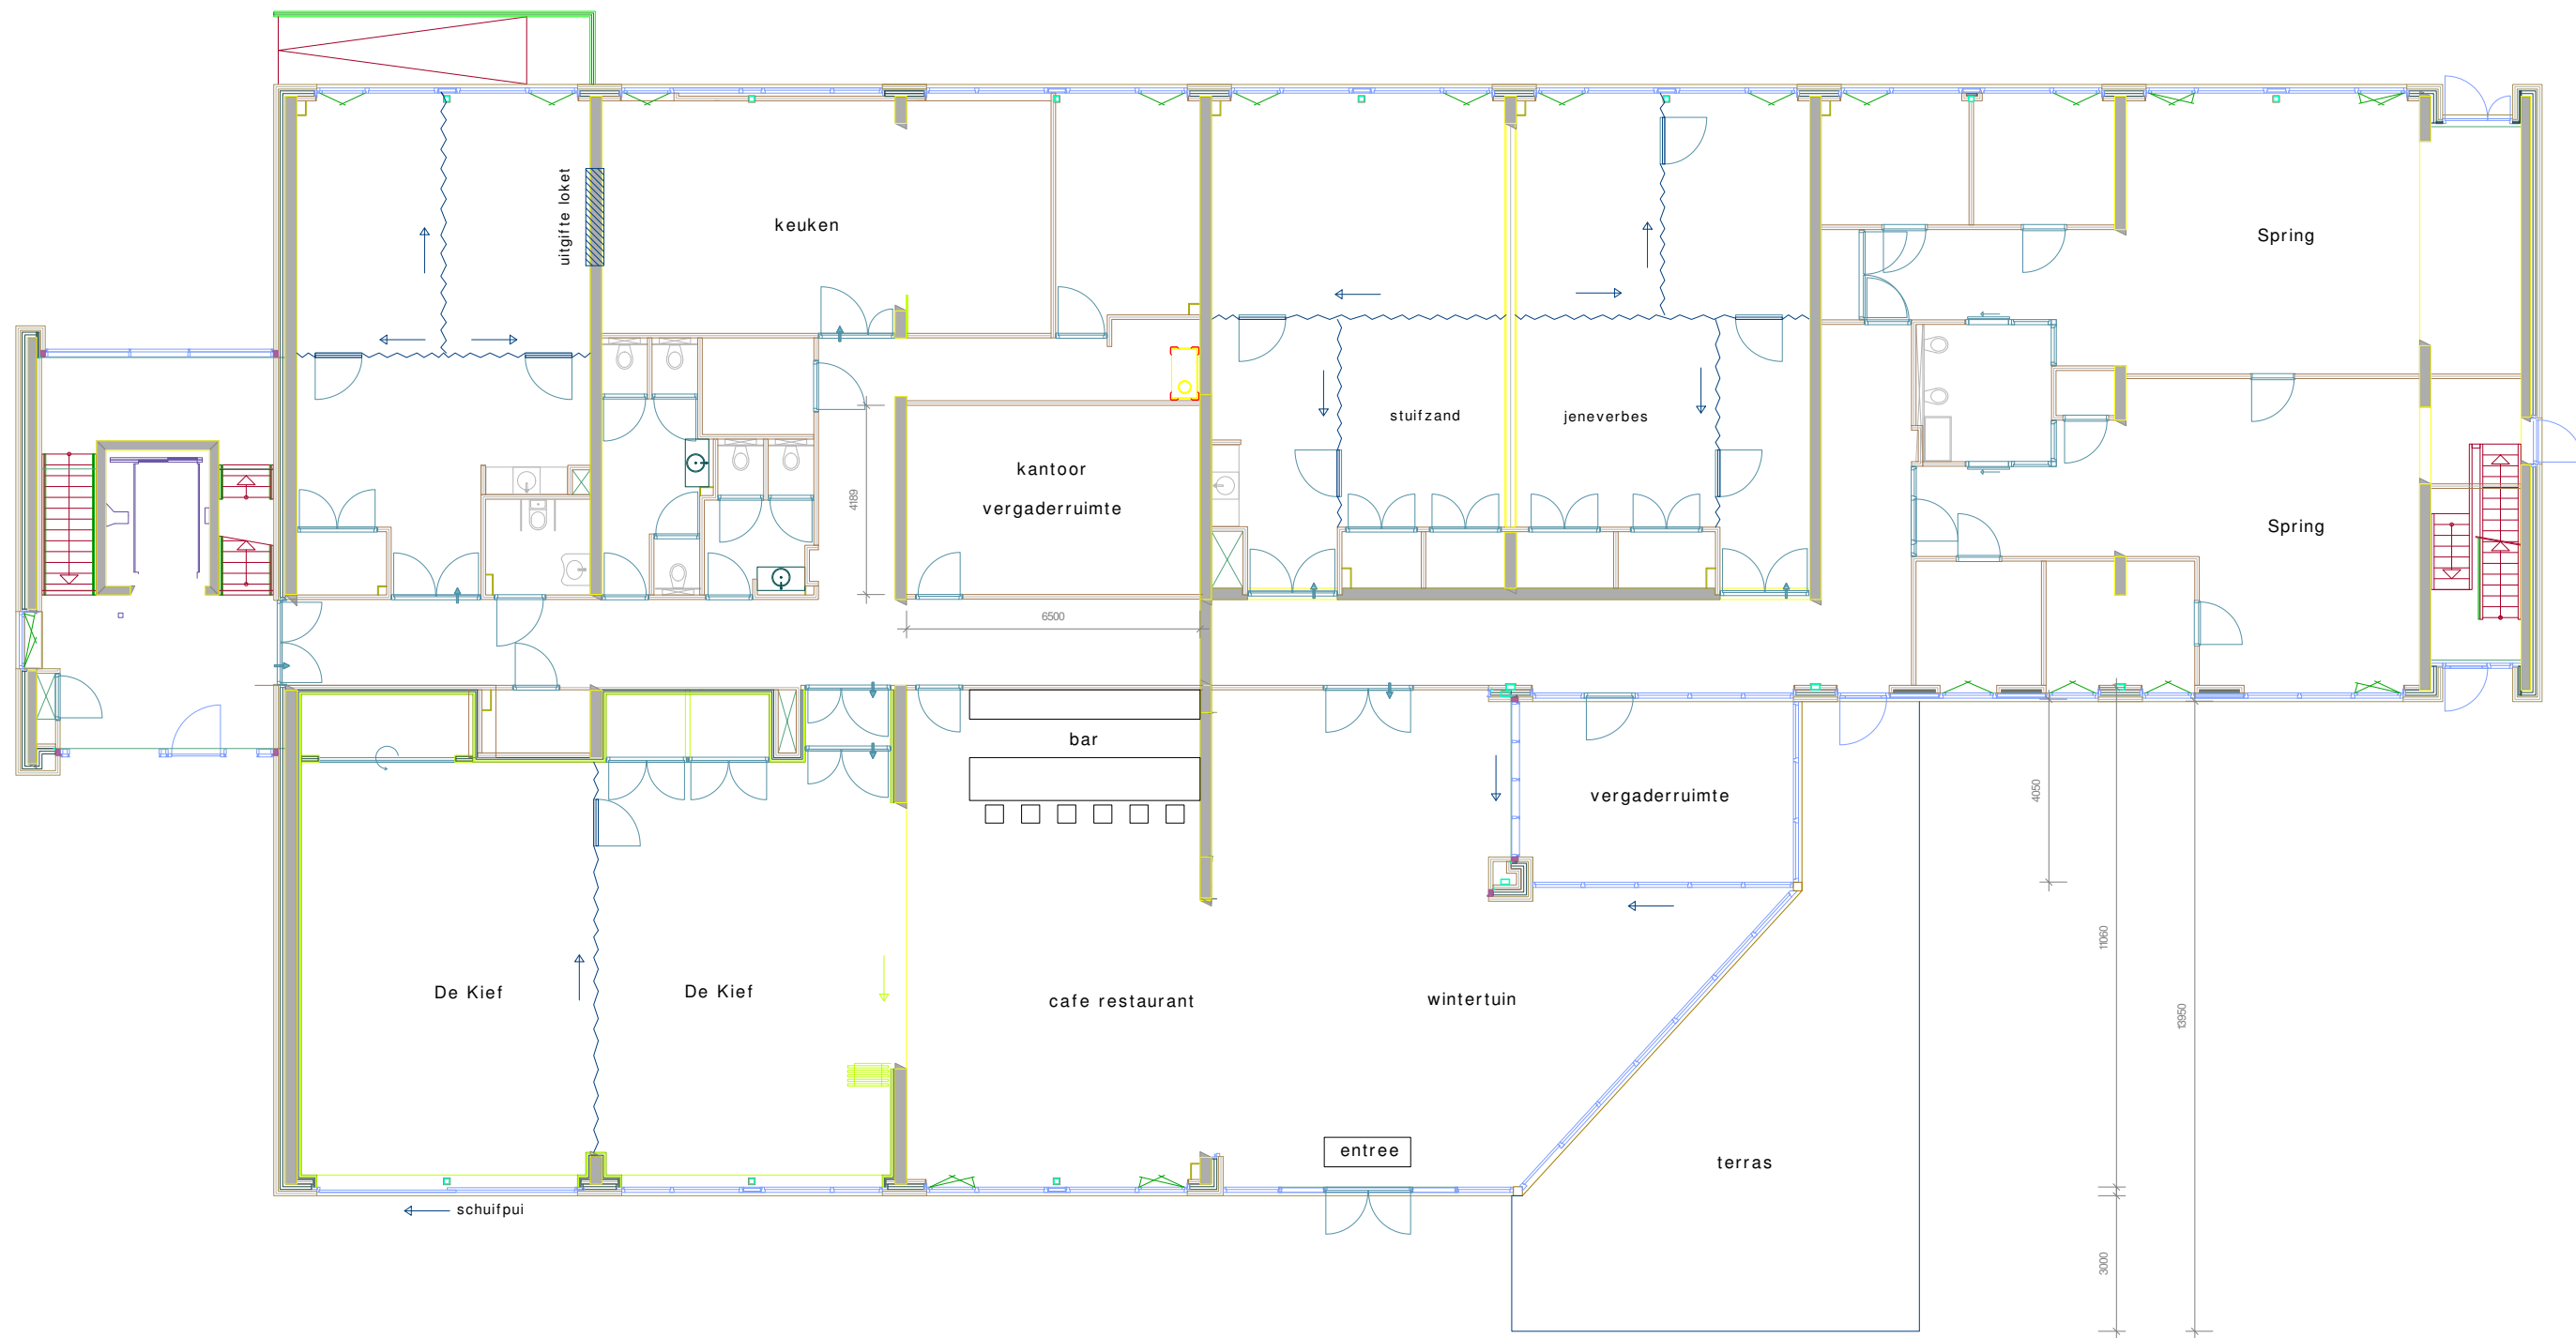 uitgifte loket
keuken
Spring
stuifzand
jeneverbes
kantoor
vergaderruimte
4189
Spring
6500
bar
vergaderruimte
4050
11060
De Kief
De Kief
cafe restaurant
wintertuin
13950
entree
terras
schuifpui
3000